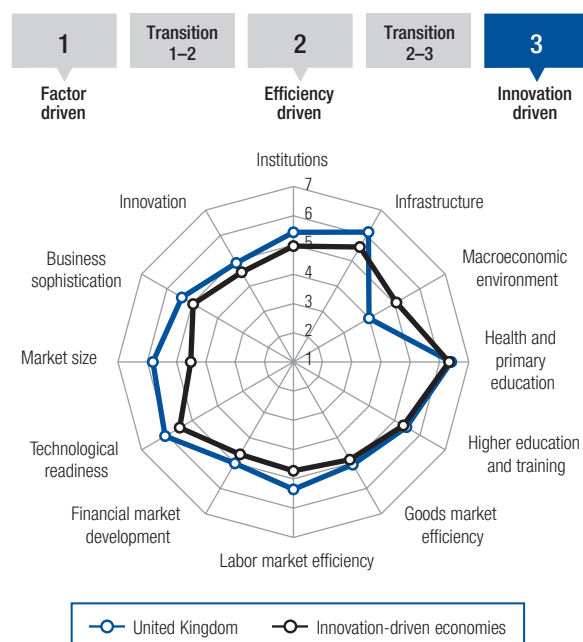 1
Transition
1–2
2
Transition
2–3
3
Factor
driven
Efficiency
driven
Innovation
driven
Institutions
7
6
5
4
3
2
1
Infrastructure
Macroeconomic
environment
Health and
primary
education
Higher education
and training
Goods market
efficiency
Labor market efficiency
Financial market
development
Technological
readiness
Market size
Business
sophistication
Innovation
United Kingdom
Innovation-driven economies